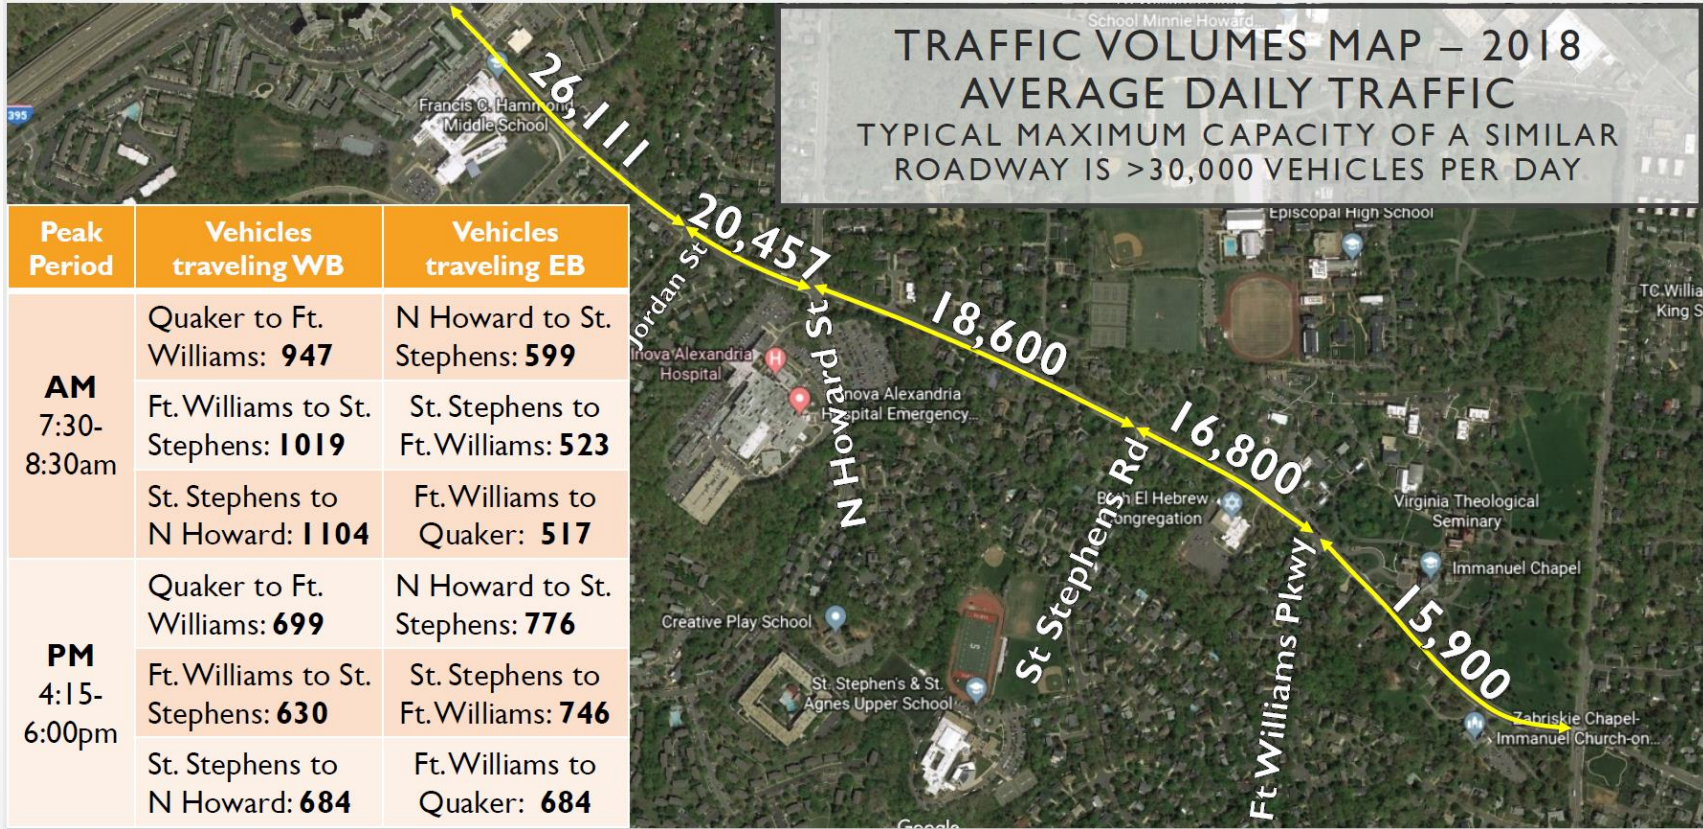 School Minnie Howard...
TRAFFIC VOLUMES MAP – 2018
AVERAGE DAILY TRAFFIC
TYPICAL MAXIMUM CAPACITY OF A SIMILAR
ROADWAY IS >30,000 VEHICLES PER DAY
395
Francis C. Hammond
Middle School
26,111
20,457
18,600
16,800
15,900
Jordan St
N Howard St
St Stephens Rd
Ft Williams Pkwy
Episcopal High School
TC Willia
King S
Inova Alexandria
Hospital
Inova Alexandria
Hospital Emergency...
Beth El Hebrew
Congregation
Virginia Theological
Seminary
Immanuel Chapel
Creative Play School
St. Stephen's & St.
Agnes Upper School
Zabriskie Chapel-
Immanuel Church-on...
Google
Peak
Period
Vehicles
traveling WB
Vehicles
traveling EB
AM
7:30-
8:30am
Quaker to Ft.
Williams: 947
N Howard to St.
Stephens: 599
Ft. Williams to St.
Stephens: 1019
St. Stephens to
Ft. Williams: 523
St. Stephens to
N Howard: 1104
Ft. Williams to
Quaker: 517
PM
4:15-
6:00pm
Quaker to Ft.
Williams: 699
N Howard to St.
Stephens: 776
Ft. Williams to St.
Stephens: 630
St. Stephens to
Ft. Williams: 746
St. Stephens to
N Howard: 684
Ft. Williams to
Quaker: 684